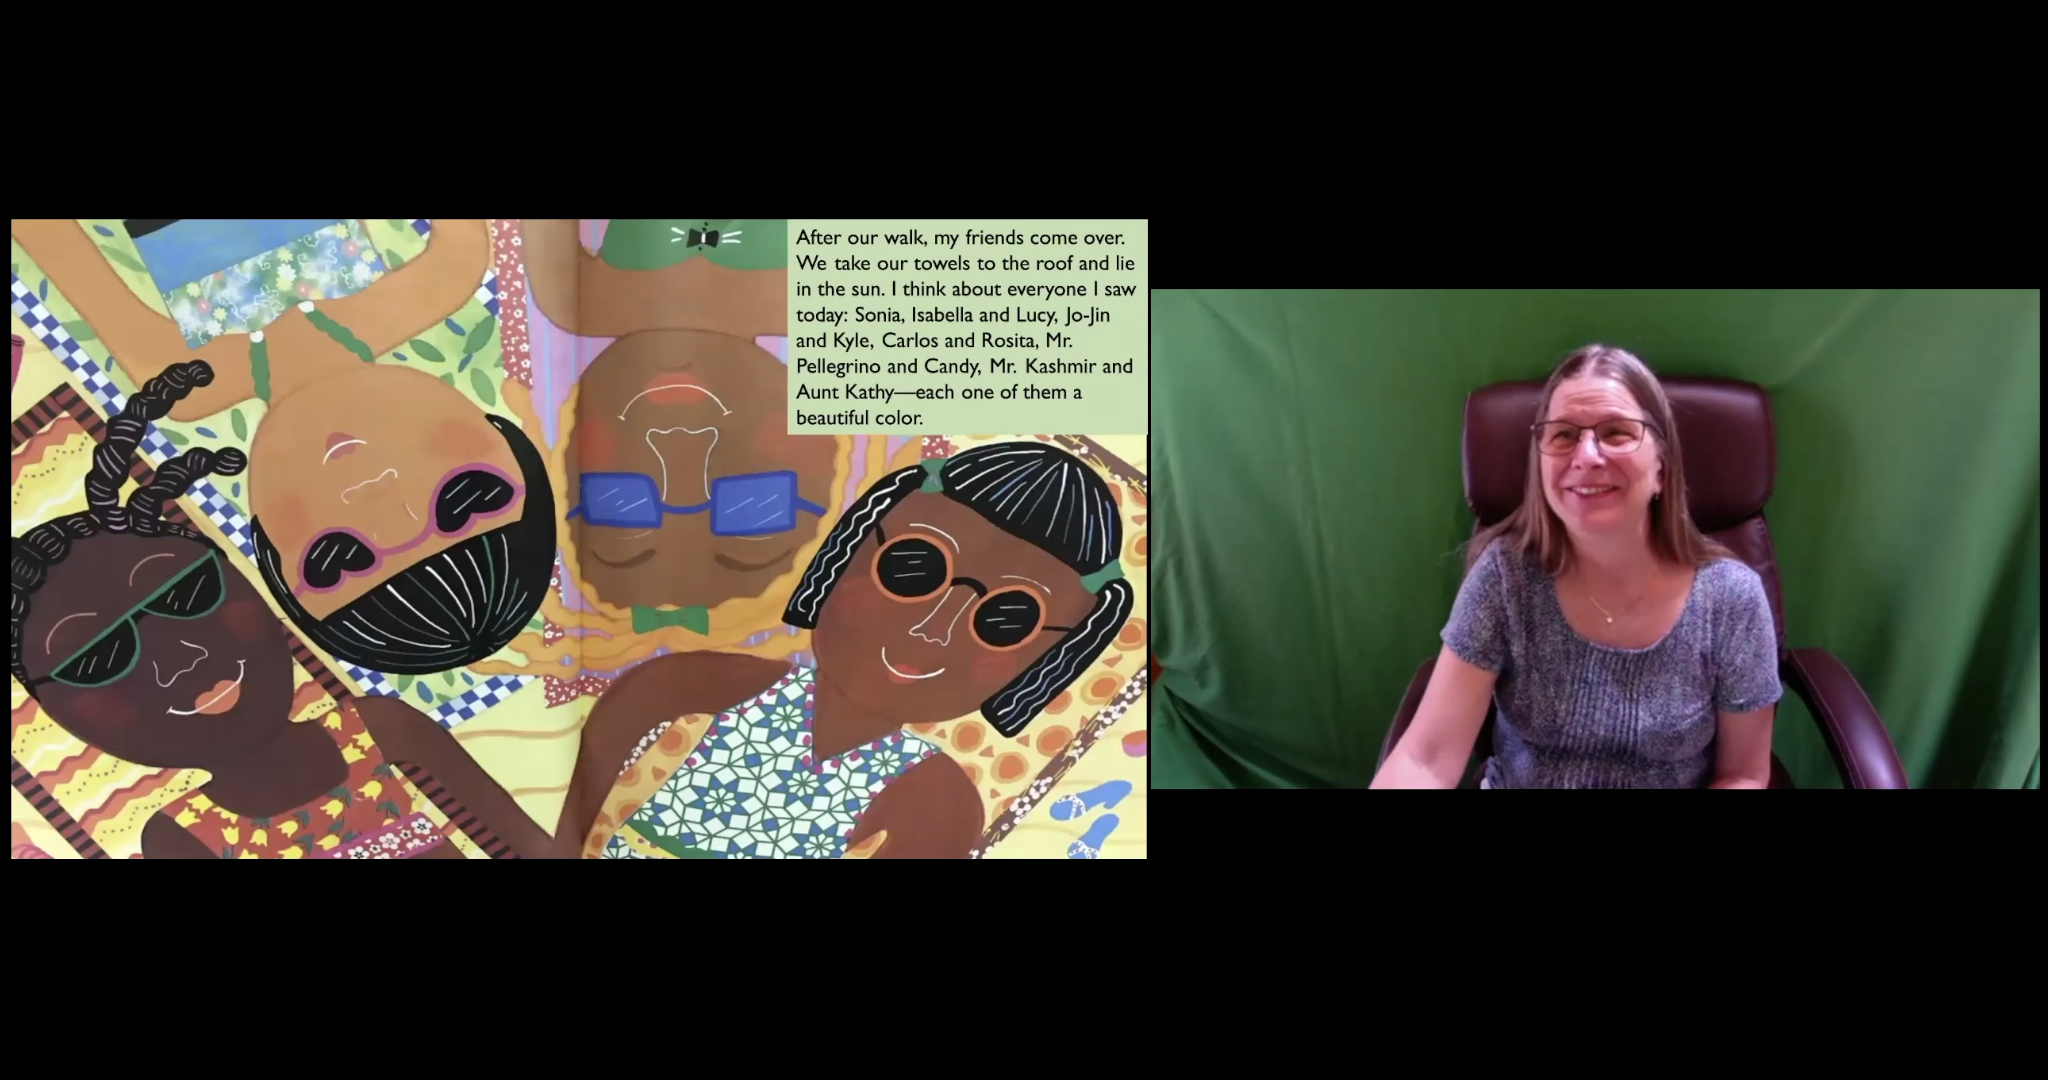 After our walk, my friends come over.
We take our towels to the roof and lie
in the sun. I think about everyone I saw
today: Sonia, Isabella and Lucy, Jo-Jin
and Kyle, Carlos and Rosita, Mr.
Pellegrino and Candy, Mr. Kashmir and
Aunt Kathy—each one of them a
beautiful color.